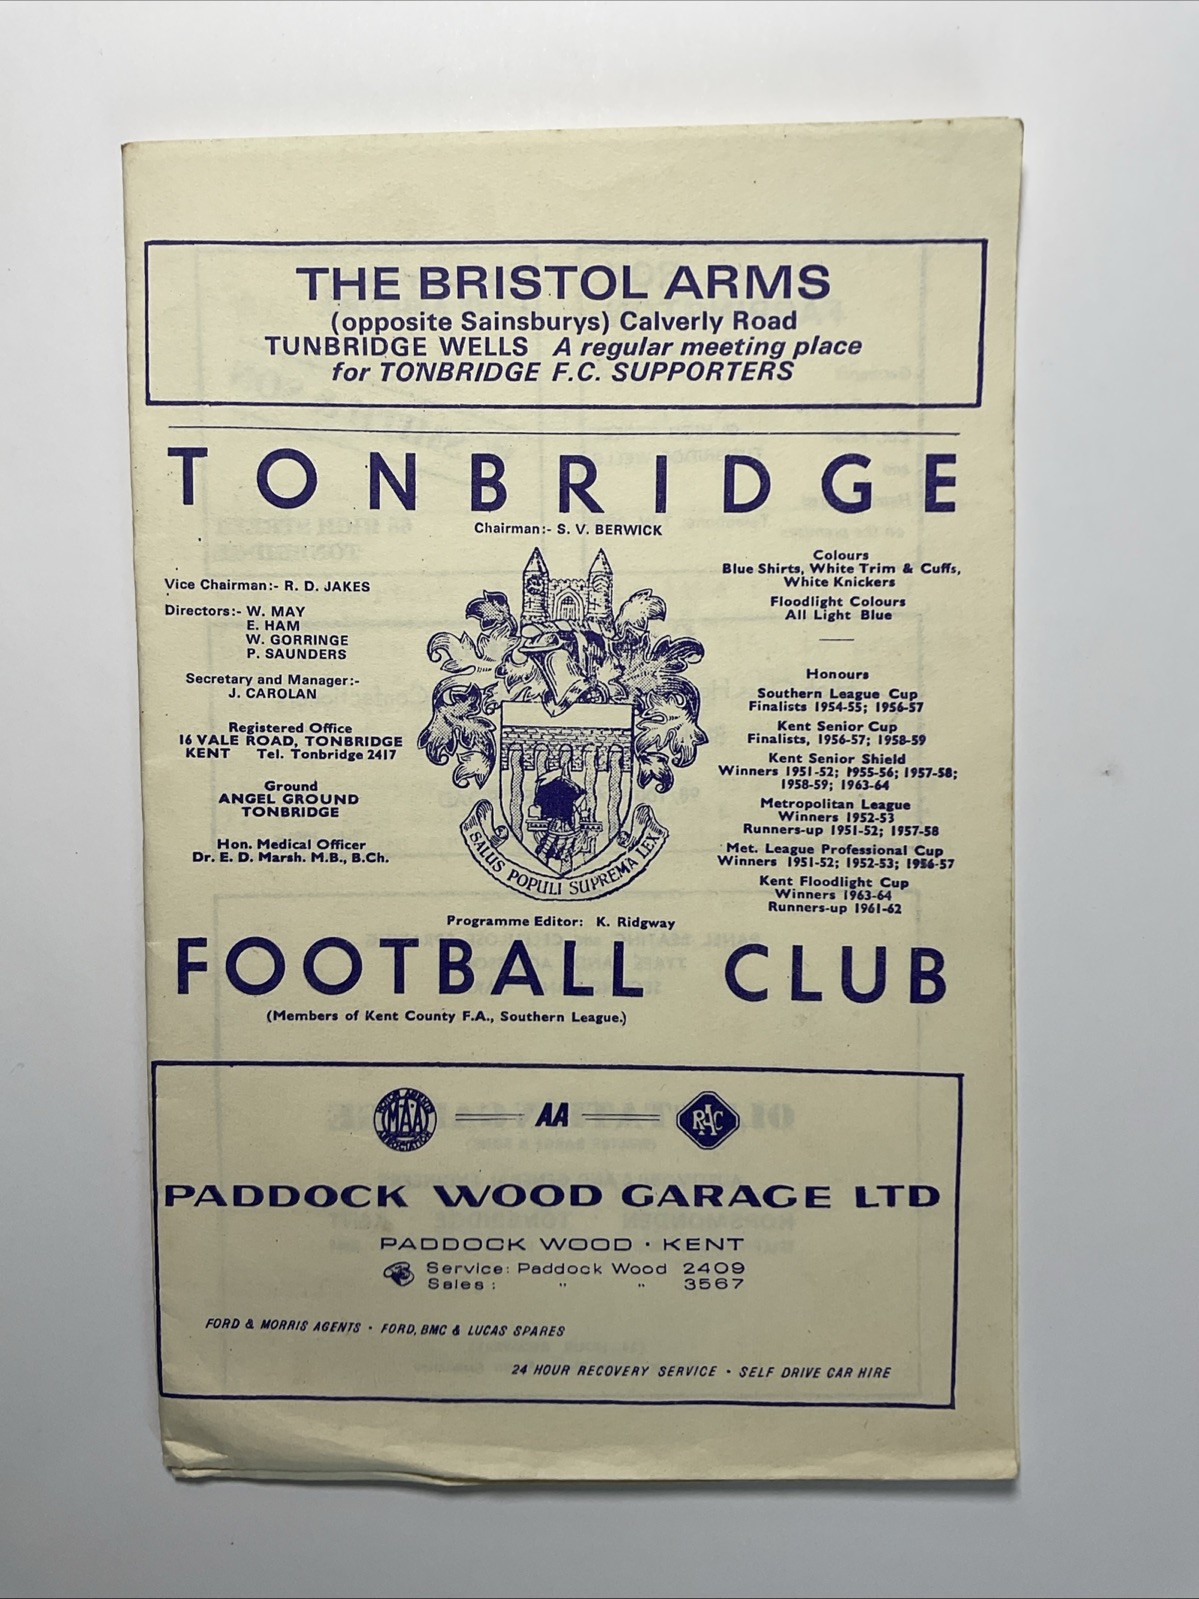 THE BRISTOL ARMS
(opposite Sainsburys) Calverly Road
TUNBRIDGE WELLS A regular meeting place
for TONBRIDGE F.C. SUPPORTERS
TONBRIDGE
Chairman:- S. V. BERWICK
Vice Chairman:- R. D. JAKES
Directors:- W. MAY
E. HAM
W. GORRINGE
P. SAUNDERS
Secretary and Manager:-
J. CAROLAN
Registered Office
16 VALE ROAD, TONBRIDGE
KENT Tel. Tonbridge 2417
Ground
ANGEL GROUND
TONBRIDGE
Hon. Medical Officer
Dr. E. D. Marsh. M.B., B.Ch.
SALUS POPULI SUPREMA LEX
Colours
Blue Shirts, White Trim & Cuffs,
White Knickers
Floodlight Colours
All Light Blue
Honours
Southern League Cup
Finalists 1954-55; 1956-57
Kent Senior Cup
Finalists, 1956-57; 1958-59
Kent Senior Shield
Winners 1951-52; 1955-56; 1957-58;
1958-59; 1963-64
Metropolitan League
Winners 1952-53
Runners-up 1951-52; 1957-58
Met. League Professional Cup
Winners 1951-52; 1952-53; 1956-57
Kent Floodlight Cup
Winners 1963-64
Runners-up 1961-62
Programme Editor: K. Ridgway
FOOTBALL CLUB
(Members of Kent County F.A., Southern League.)
MOTOR AGENTS MAA ASSOCIATION
AA
RAC
PADDOCK WOOD GARAGE LTD
PADDOCK WOOD · KENT
Service: Paddock Wood 2409
Sales: " " 3567
FORD & MORRIS AGENTS · FORD, BMC & LUCAS SPARES
24 HOUR RECOVERY SERVICE · SELF DRIVE CAR HIRE